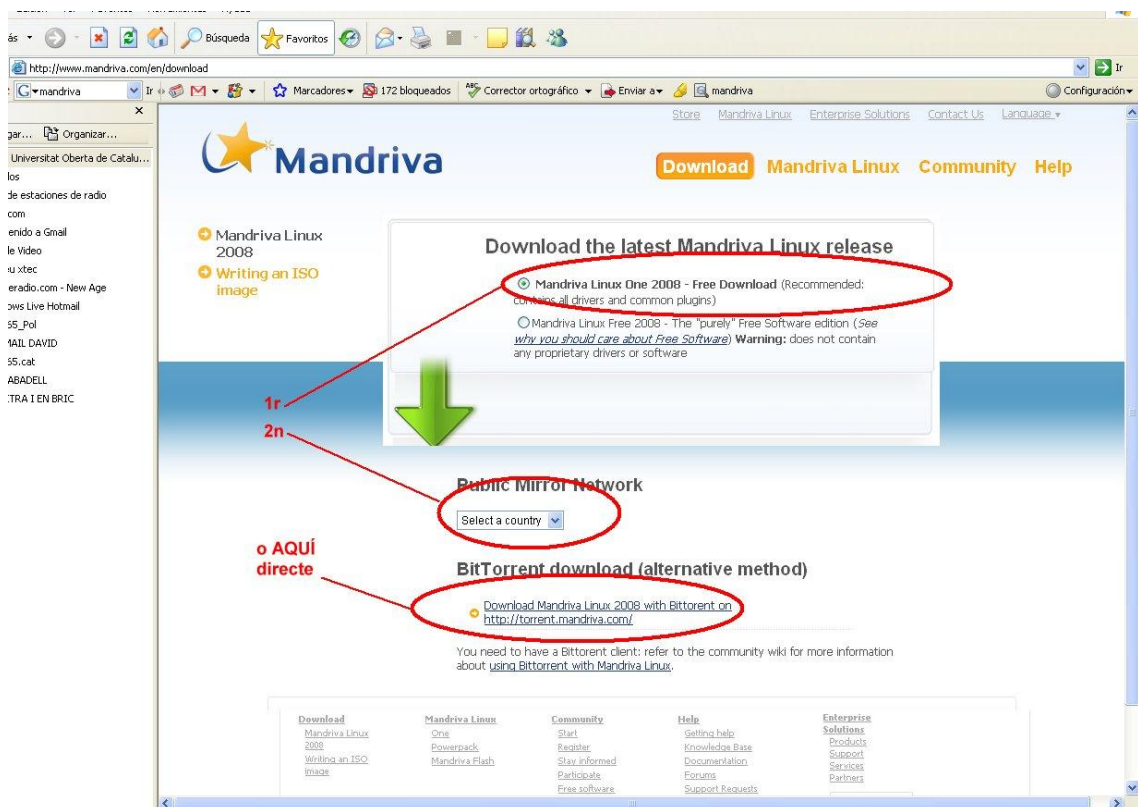 Búsqueda Favoritos
http://www.mandriva.com/en/download Ir
mandriva Ir Marcadores 172 bloqueados Corrector ortográfico Enviar a mandriva Configuración
Organizar...
Universitat Oberta de Catalu...
de estaciones de radio
Store Mandriva Linux Enterprise Solutions Contact Us Language
Mandriva
Download Mandriva Linux Community Help
Mandriva Linux
2008
Writing an ISO
image
Download the latest Mandriva Linux release
Mandriva Linux One 2008 - Free Download (Recommended:
contains all drivers and common plugins)
Mandriva Linux Free 2008 - The "purely" Free Software edition (See
why you should care about Free Software) Warning: does not contain
any proprietary drivers or software
1r
2n
Public Mirror Network
Select a country
o AQUÍ
directe
BitTorrent download (alternative method)
Download Mandriva Linux 2008 with Bittorent on
http://torrent.mandriva.com/
You need to have a Bittorent client: refer to the community wiki for more information
about using Bittorrent with Mandriva Linux.
Download
Mandriva Linux
2008
Writing an ISO
image
Mandriva Linux
One
Powerpack
Mandriva Flash
Community
Start
Register
Stay informed
Participate
Free software
Help
Getting help
Knowledge Base
Documentation
Forums
Support Requests
Enterprise
Solutions
Products
Support
Services
Partners